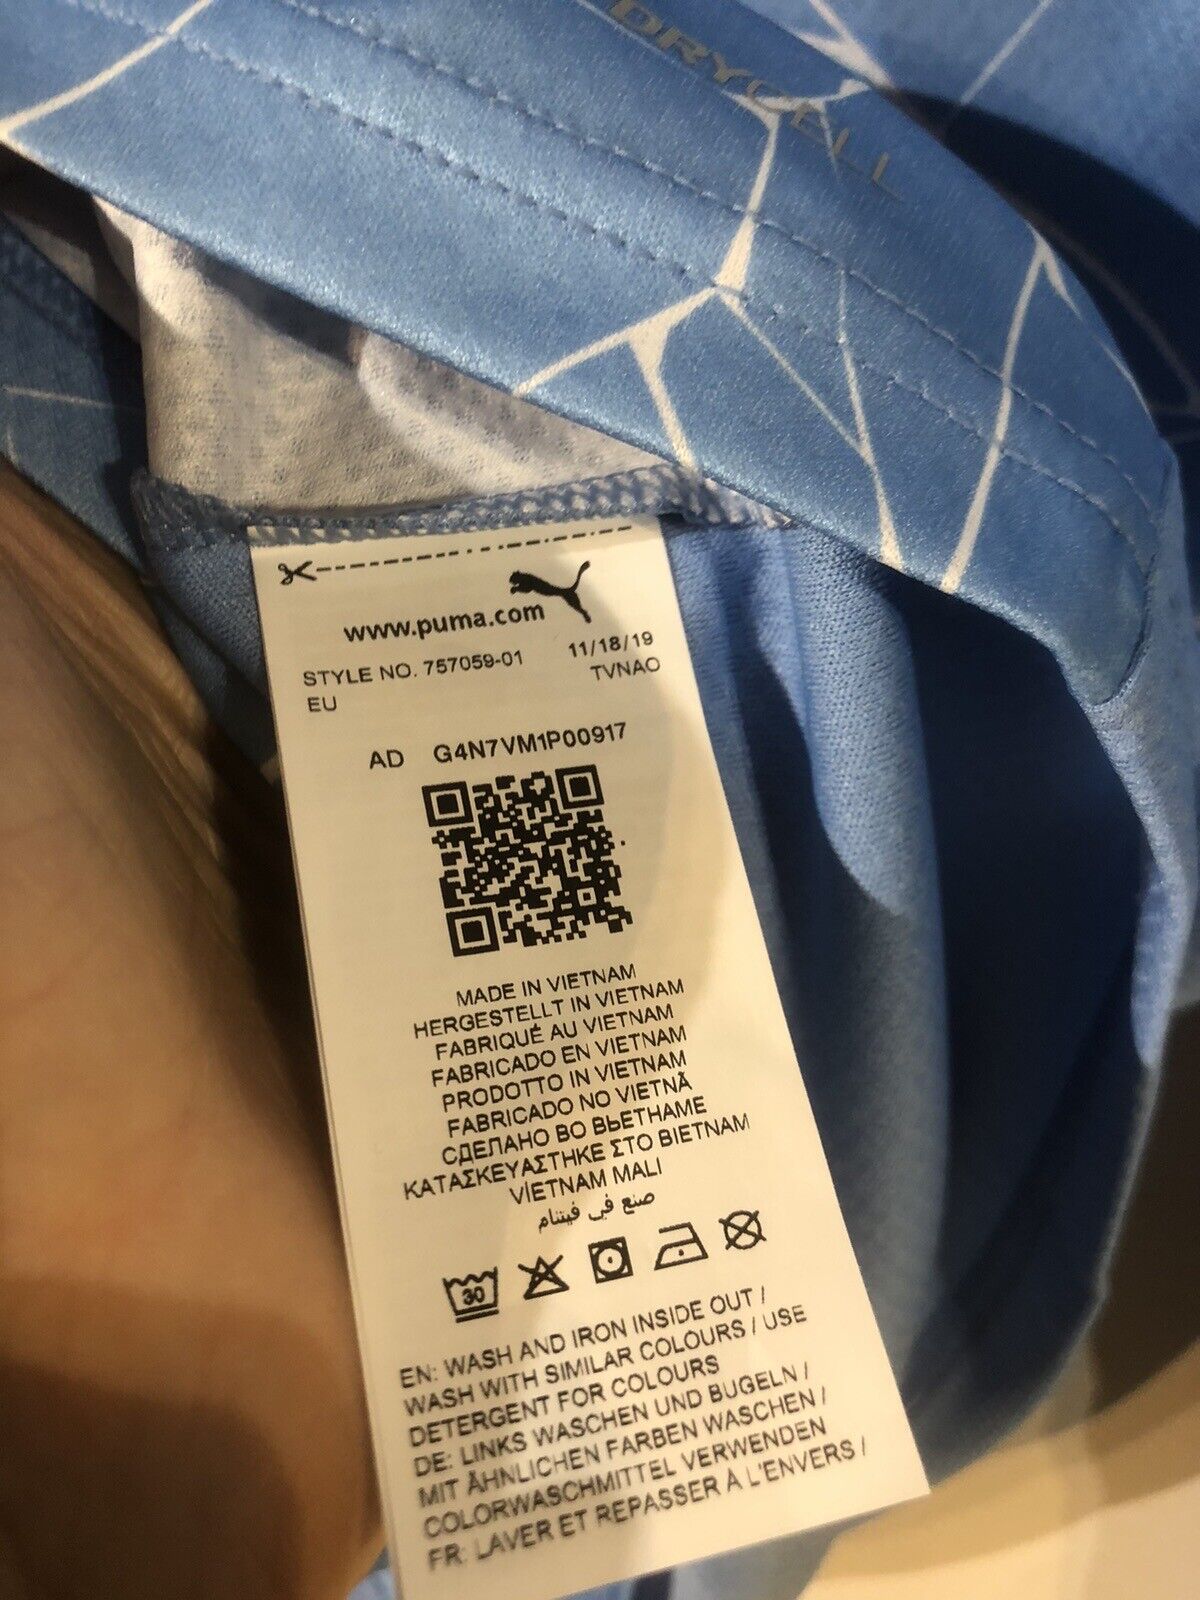 DRYCELL
www.puma.com
STYLE NO. 757059-01 11/18/19
EU TVNAO
AD G4N7VM1P00917
MADE IN VIETNAM
HERGESTELLT IN VIETNAM
FABRIQUÉ AU VIETNAM
FABRICADO EN VIETNAM
PRODOTTO IN VIETNAM
FABRICADO NO VIETNÃ
СДЕЛАНО ВО ВЬЕТНАМЕ
ΚΑΤΑΣΚΕΥΑΣΤΗΚΕ ΣΤΟ ΒΙΕΤΝΑΜ
VİETNAM MALI
صنع في فيتنام
30
EN: WASH AND IRON INSIDE OUT /
WASH WITH SIMILAR COLOURS / USE
DETERGENT FOR COLOURS
DE: LINKS WASCHEN UND BUGELN /
MIT ÄHNLICHEN FARBEN WASCHEN /
COLORWASCHMITTEL VERWENDEN
FR: LAVER ET REPASSER À L'ENVERS /